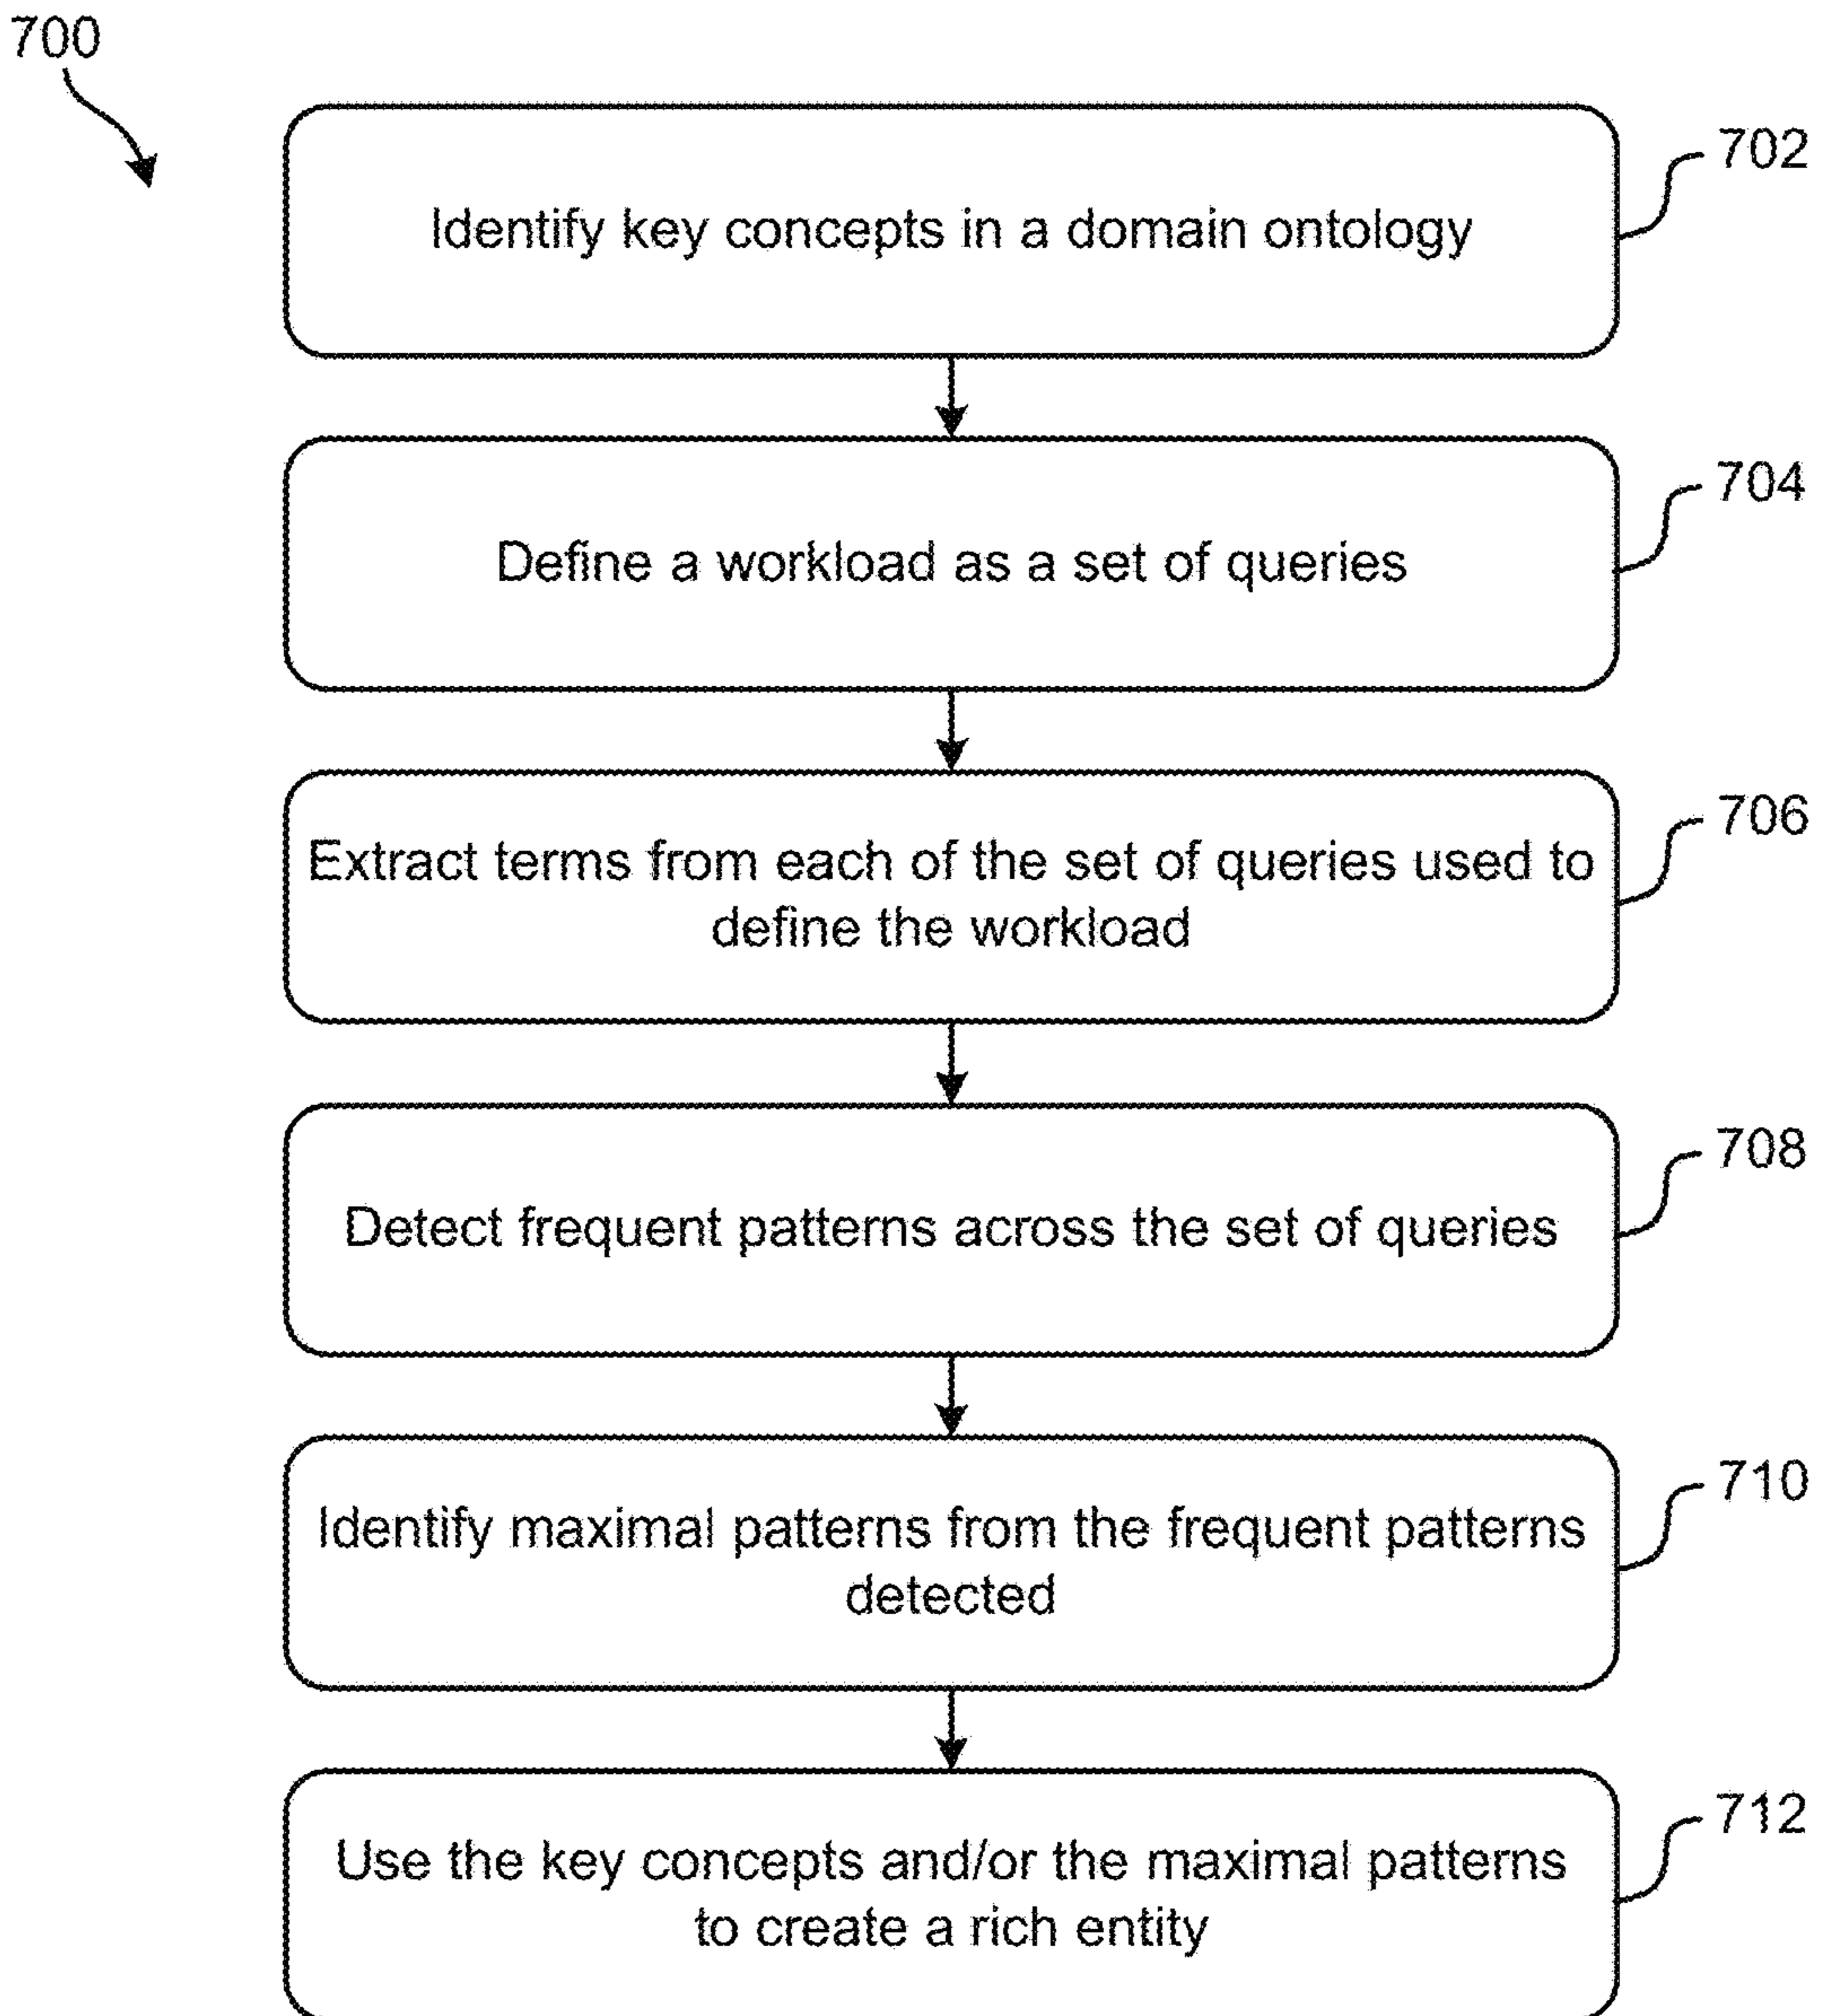 700
Identify key concepts in a domain ontology
702
Define a workload as a set of queries
704
Extract terms from each of the set of queries used to
define the workload
706
Detect frequent patterns across the set of queries
708
Identify maximal patterns from the frequent patterns
detected
710
Use the key concepts and/or the maximal patterns
to create a rich entity
712